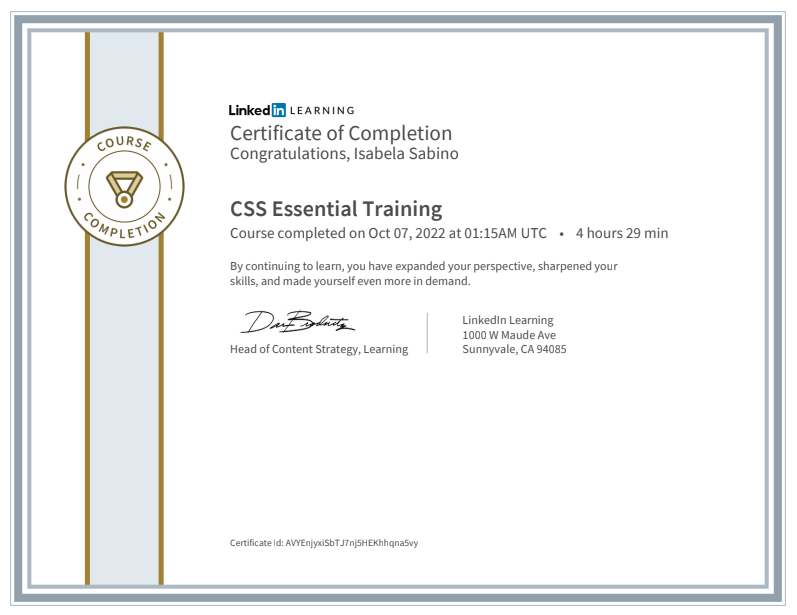 LinkedIn LEARNING
Certificate of Completion
Congratulations, Isabela Sabino
COURSE
COMPLETION
CSS Essential Training
Course completed on Oct 07, 2022 at 01:15AM UTC • 4 hours 29 min
By continuing to learn, you have expanded your perspective, sharpened your
skills, and made yourself even more in demand.
Head of Content Strategy, Learning
LinkedIn Learning
1000 W Maude Ave
Sunnyvale, CA 94085
Certificate Id: AVYEnjyxiSbTJ7nj5HEKhhqna5vy